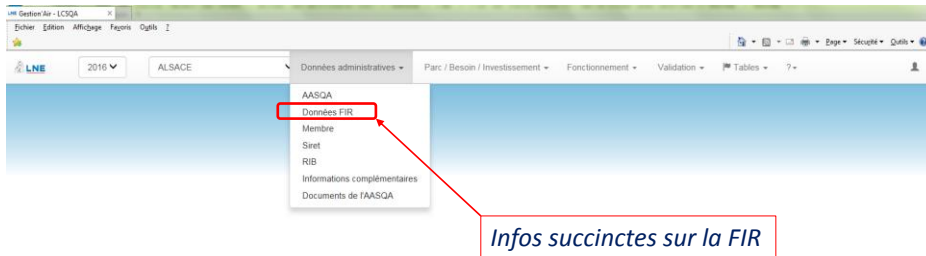 LNE Gestion'Air - LCSQA ×
Fichier Edition Affichage Favoris Outils ?
Page Sécurité Outils
LNE 2016 ALSACE Données administratives Parc / Besoin / Investissement Fonctionnement Validation Tables ?
AASQA
Données FIR
Membre
Siret
RIB
Informations complémentaires
Documents de l'AASQA
Infos succinctes sur la FIR